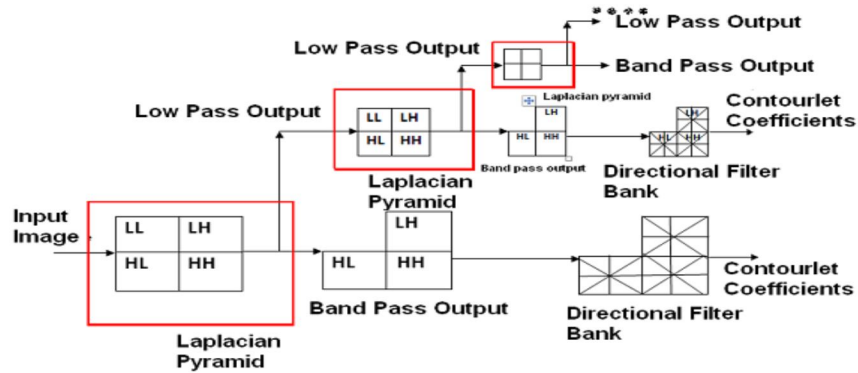 Low Pass Output
Low Pass Output
Band Pass Output
Low Pass Output
Laplacian pyramid
LL LH
HL HH
LH
HL HH
LH
HL HH
Contourlet
Coefficients
Band pass output
Directional Filter
Bank
Laplacian
Pyramid
Input
Image
LL LH
HL HH
LH
HL HH
Contourlet
Coefficients
Band Pass Output
Directional Filter
Bank
Laplacian
Pyramid